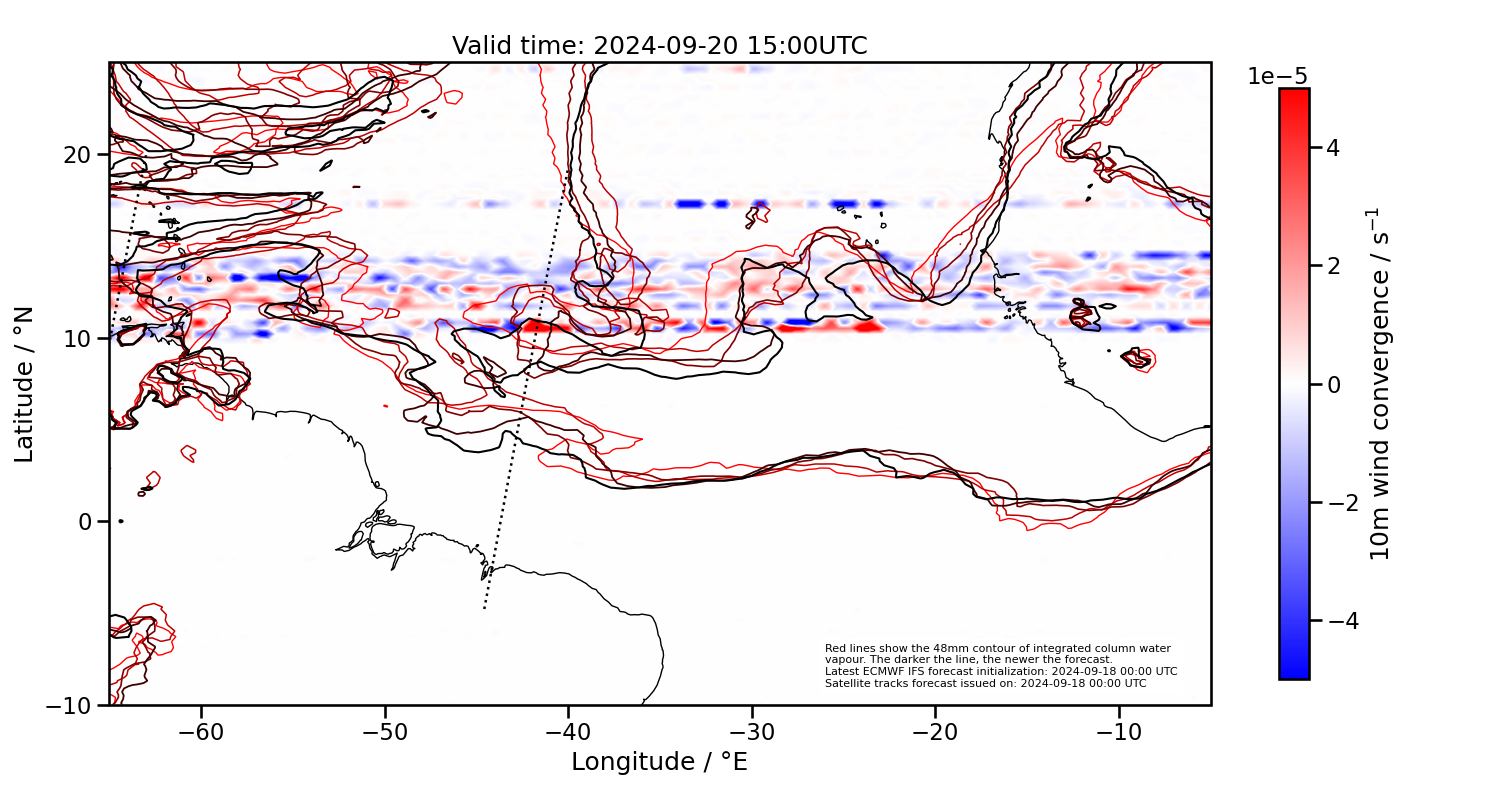 Valid time: 2024-09-20 15:00UTC
1e−5
20
10
0
−10
Latitude / °N
−60
−50
−40
−30
−20
−10
Longitude / °E
4
2
0
−2
−4
10m wind convergence / s⁻¹
Red lines show the 48mm contour of integrated column water
vapour. The darker the line, the newer the forecast.
Latest ECMWF IFS forecast initialization: 2024-09-18 00:00 UTC
Satellite tracks forecast issued on: 2024-09-18 00:00 UTC